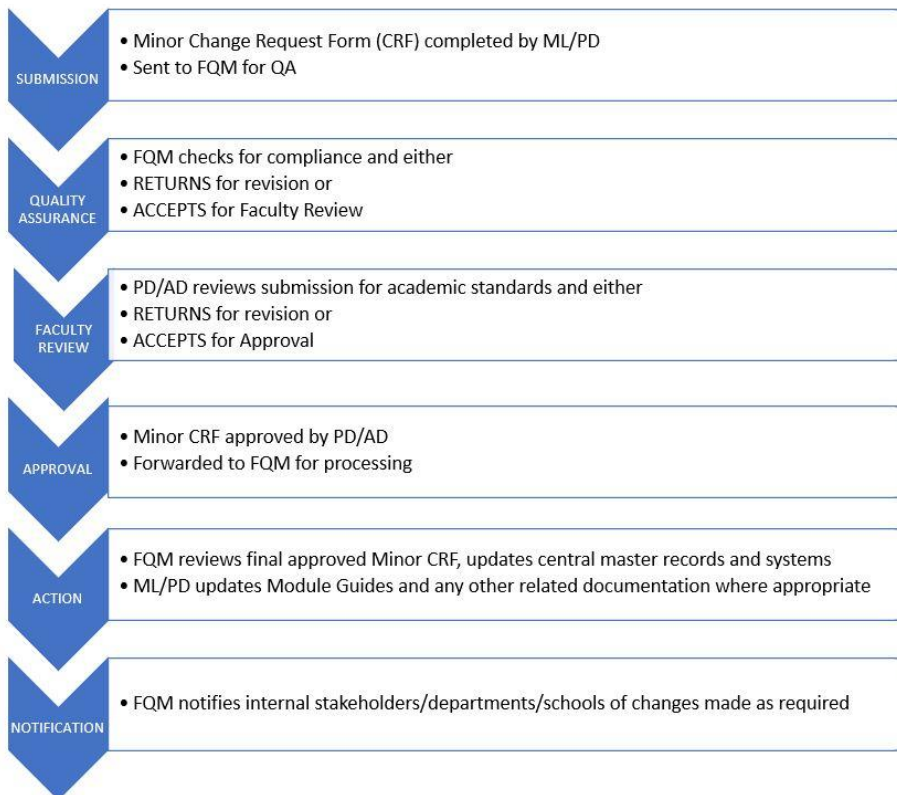 SUBMISSION
• Minor Change Request Form (CRF) completed by ML/PD
• Sent to FQM for QA
QUALITY
ASSURANCE
• FQM checks for compliance and either
• RETURNS for revision or
• ACCEPTS for Faculty Review
FACULTY
REVIEW
• PD/AD reviews submission for academic standards and either
• RETURNS for revision or
• ACCEPTS for Approval
APPROVAL
• Minor CRF approved by PD/AD
• Forwarded to FQM for processing
ACTION
• FQM reviews final approved Minor CRF, updates central master records and systems
• ML/PD updates Module Guides and any other related documentation where appropriate
NOTIFICATION
• FQM notifies internal stakeholders/departments/schools of changes made as required